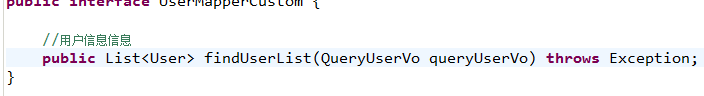 public interface UserMapperCustom {
//用户信息信息
public List<User> findUserList(QueryUserVo queryUserVo) throws Exception;
}